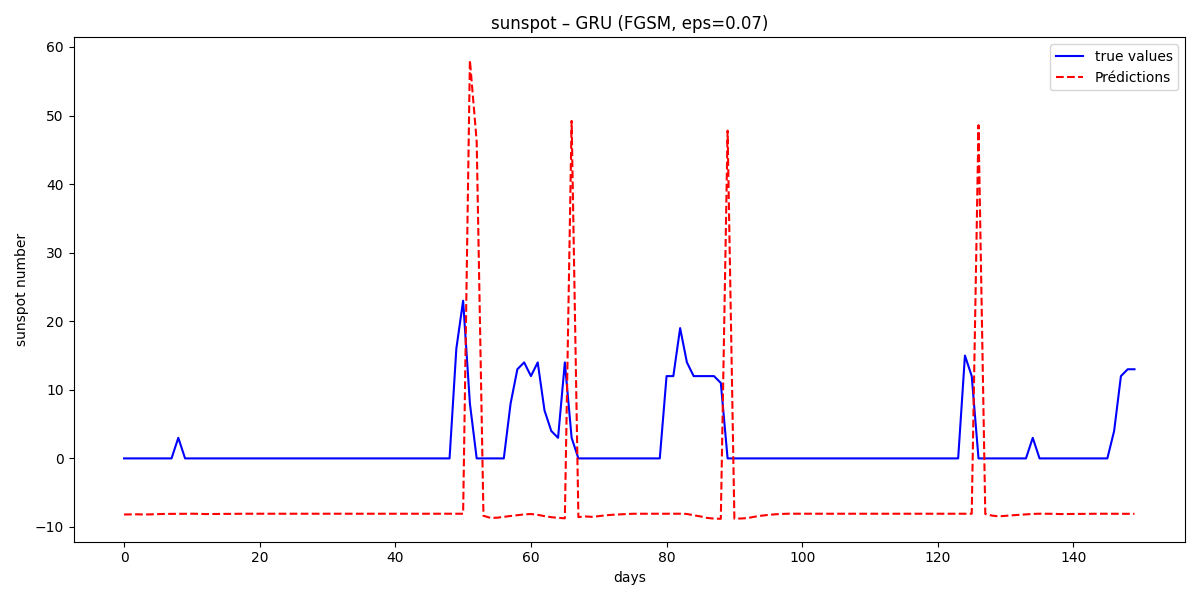 sunspot – GRU (FGSM, eps=0.07)
true values
Prédictions
60
50
40
30
20
10
0
−10
sunspot number
0 20 40 60 80 100 120 140
days